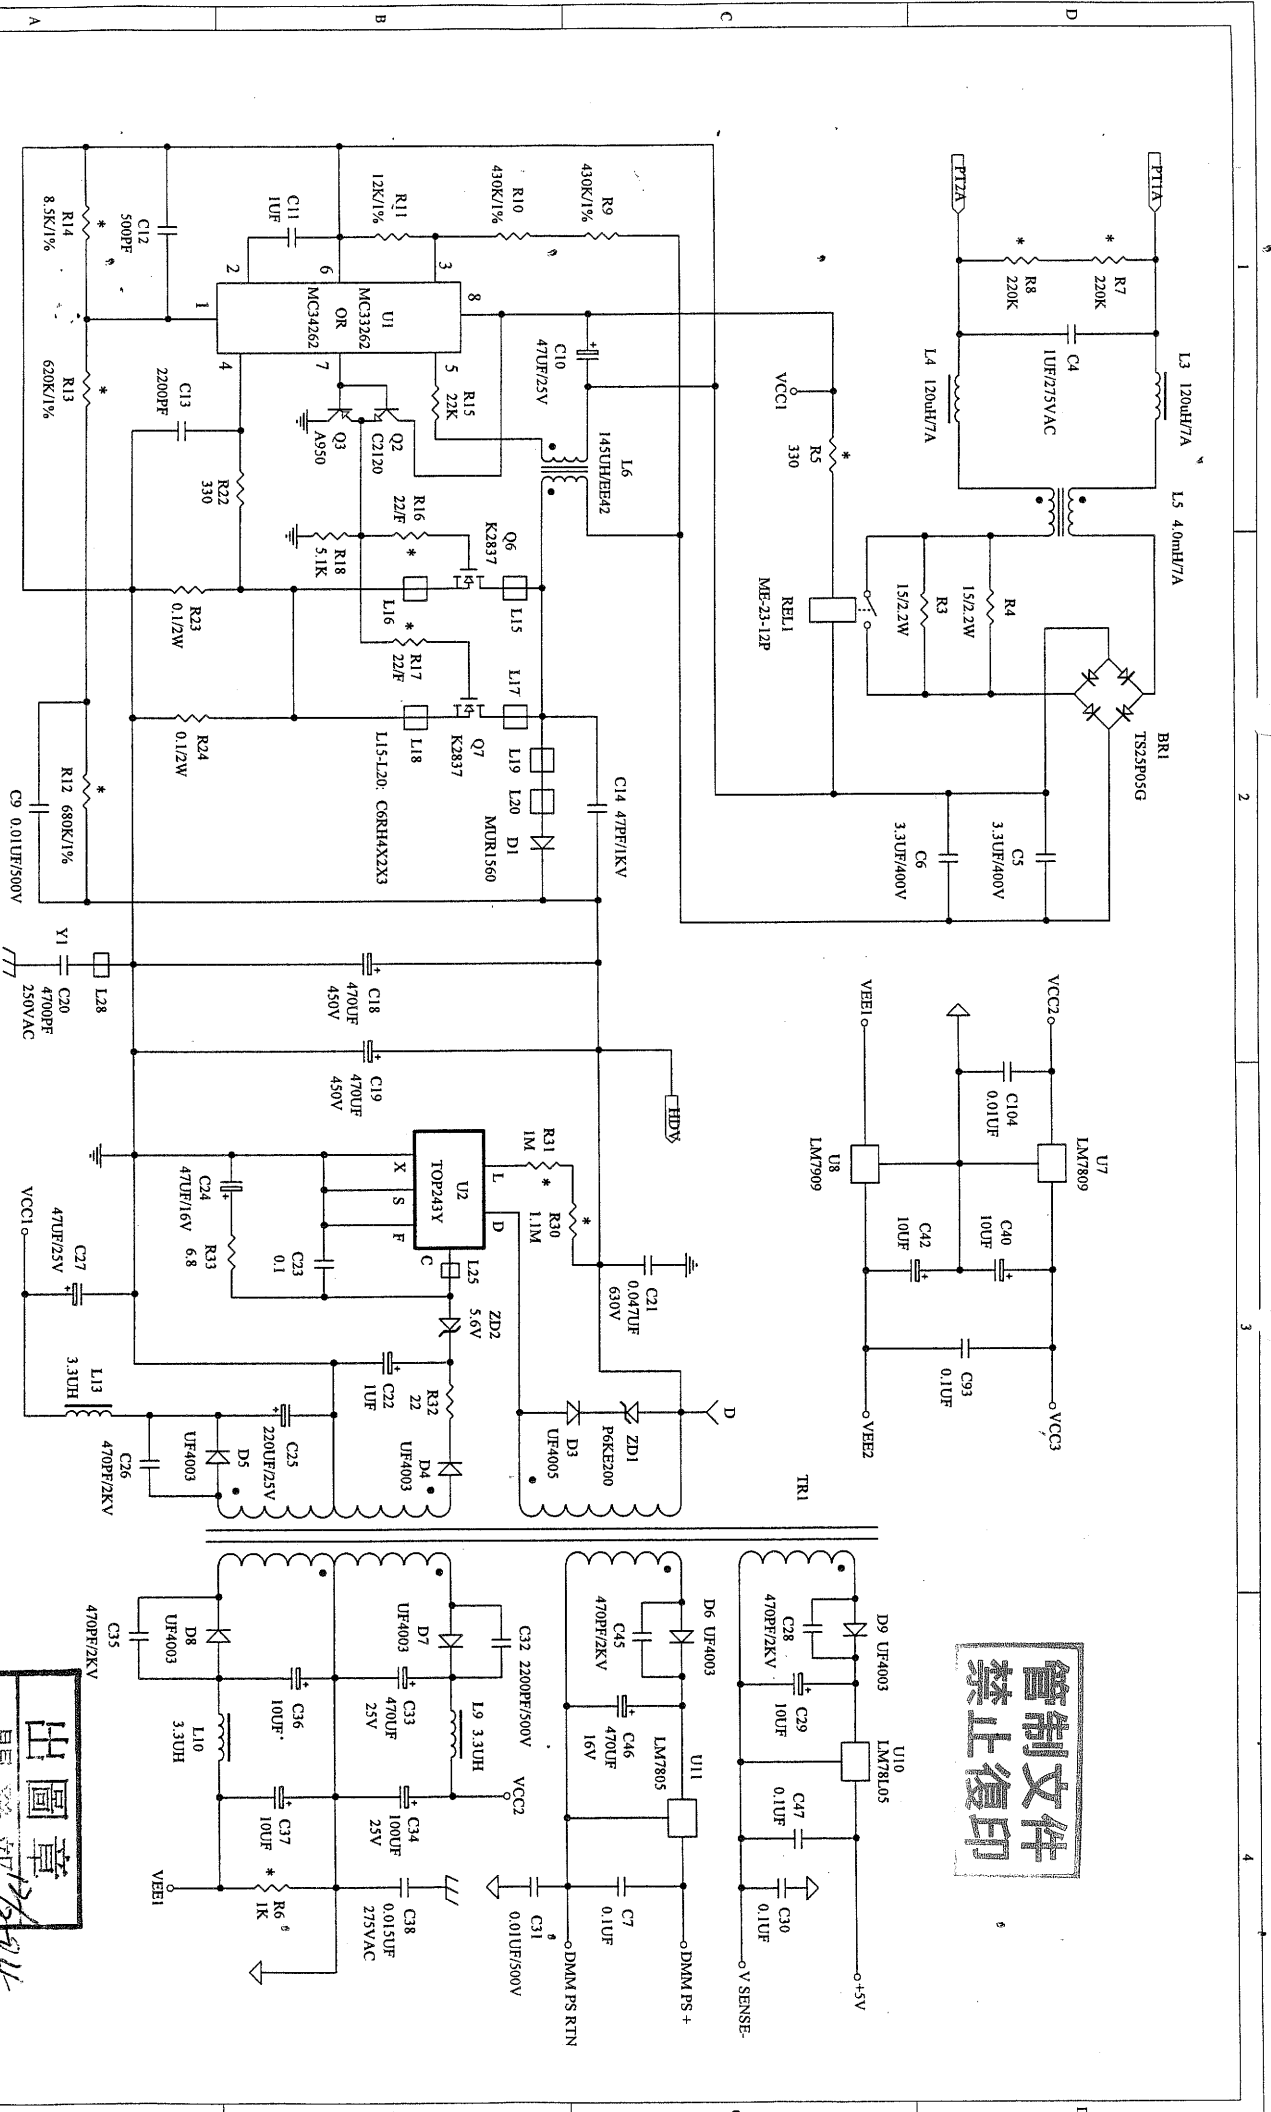 A
B
C
D
1
2
3
4
PT1A
PT2A
R7
220K
*
R8
220K
*
C4
1UF/275VAC
L3 120uH/7A
L4 120uH/7A
L5 4.0mH/7A
R4
15/2.2W
R3
15/2.2W
BR1
TS25P05G
C5
3.3UF/400V
C6
3.3UF/400V
VCC1
R5
330
*
REL1
ME-23-12P
R9
430K/1%
R10
430K/1%
R11
12K/1%
C11
1UF
C12
500PF
R14
8.5K/1%
*
R13
620K/1%
*
U1
MC33262
OR
MC34262
1
2
3
4
5
6
7
8
C10
47UF/25V
R15
22K
Q2
C2120
Q3
A950
C13
2200PF
R22
330
L6
145UH/EE42
R16
22/F
*
R18
5.1K
Q6
K2837
L15
L16
R17
22/F
*
R23
0.1/2W
R24
0.1/2W
L17
Q7
K2837
L18
L15-L20: C6RH4X2X3
L19
L20
D1
MUR1560
C14 47PF/1KV
R12 680K/1%
*
C9 0.01UF/500V
Y1
C20
4700PF
250VAC
L28
C18
470UF
450V
C19
470UF
450V
HDV
VCC2
VEE1
C104
0.01UF
U7
LM7809
U8
LM7909
C40
10UF
C42
10UF
C93
0.1UF
VCC3
VEE2
R31
1M
*
R30
1.1M
*
C21
0.047UF
630V
U2
TOP243Y
L
D
X
S
F
C
L25
C24
47UF/16V
R33
6.8
C23
0.1
ZD2
5.6V
C22
1UF
R32
22
D4
UF4003
VCC1
C27
47UF/25V
L13
3.3UH
C25
220UF/25V
D5
UF4003
C26
470PF/2KV
D
ZD1
P6KE200
D3
UF4005
TR1
D9 UF4003
C28
470PF/2KV
C29
10UF
U10
LM78L05
C47
0.1UF
C30
0.1UF
+5V
V SENSE-
D6 UF4003
C45
470PF/2KV
C46
470UF
16V
U11
LM7805
C7
0.1UF
C31
0.01UF/500V
DMM PS +
DMM PS RTN
C32 2200PF/500V
D7
UF4003
C33
470UF
25V
L9 3.3UH
VCC2
C34
100UF
25V
C38
0.015UF
275VAC
D8
UF4003
C35
470PF/2KV
C36
10UF
L10
3.3UH
C37
10UF
R6
1K
*
VEE1
管制文件
禁止復印
出圖章